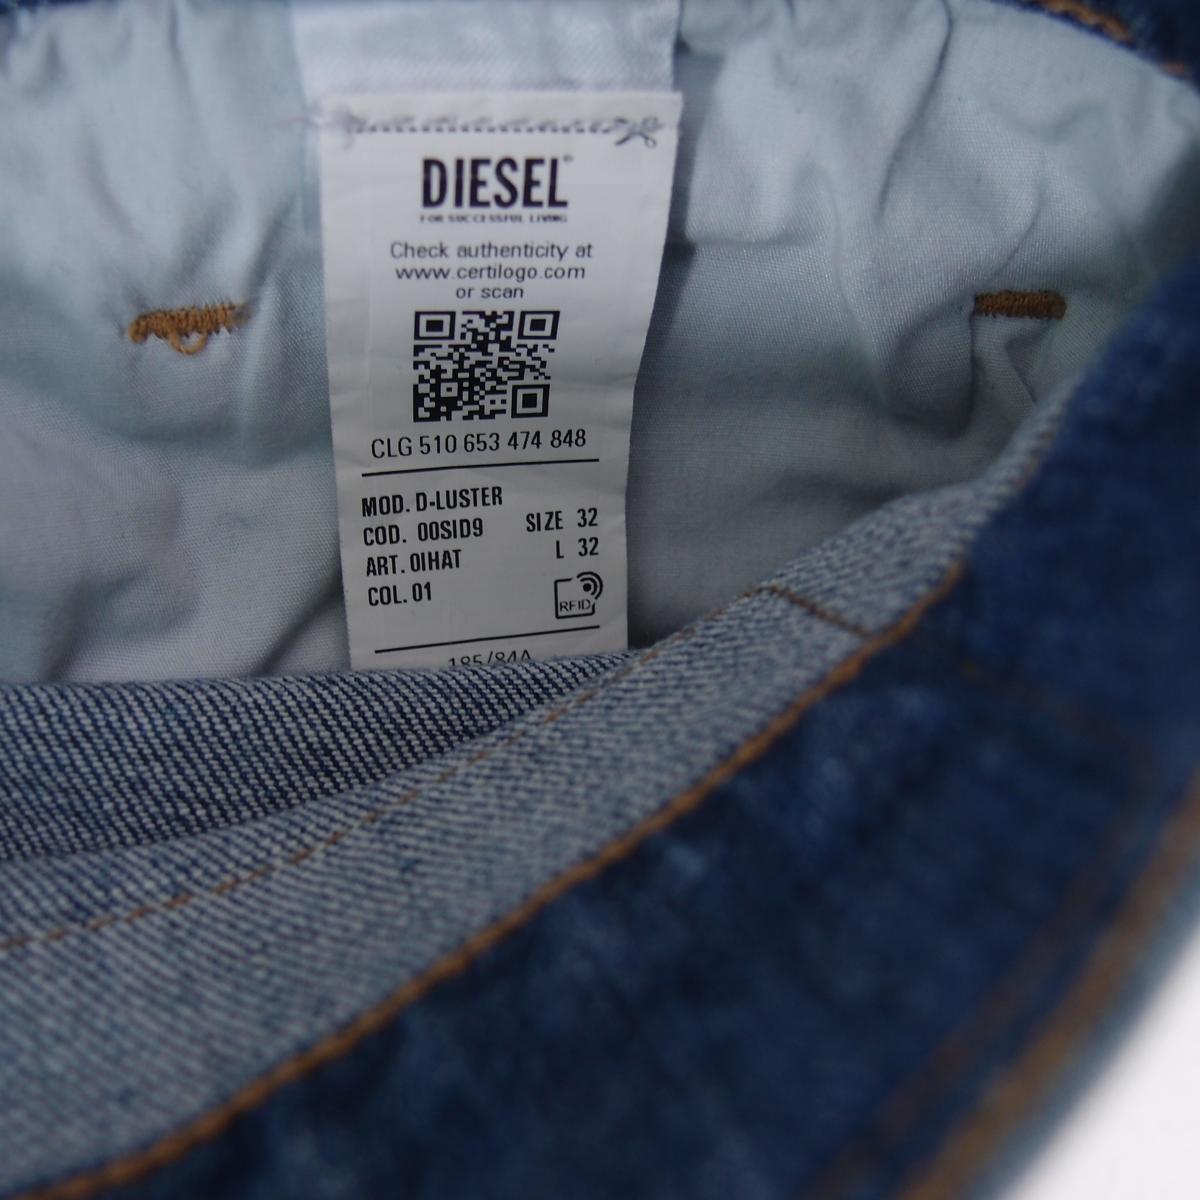 DIESEL
FOR SUCCESSFUL LIVING
Check authenticity at
www.certilogo.com
or scan
CLG 510 653 474 848
MOD. D-LUSTER
COD. 00SID9 SIZE 32
ART. 0IHAT L 32
COL. 01
RFID
185/84A